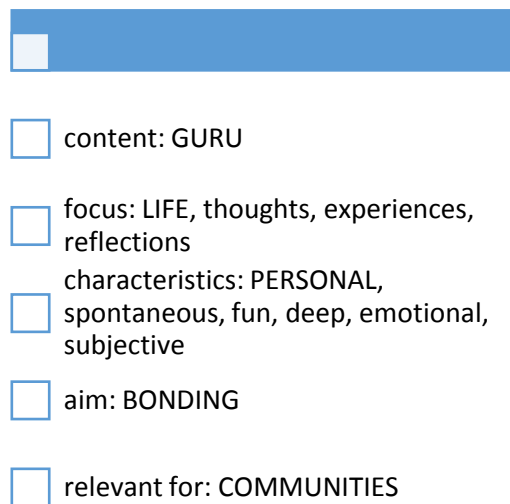 content: GURU
focus: LIFE, thoughts, experiences,
reflections
characteristics: PERSONAL,
spontaneous, fun, deep, emotional,
subjective
aim: BONDING
relevant for: COMMUNITIES